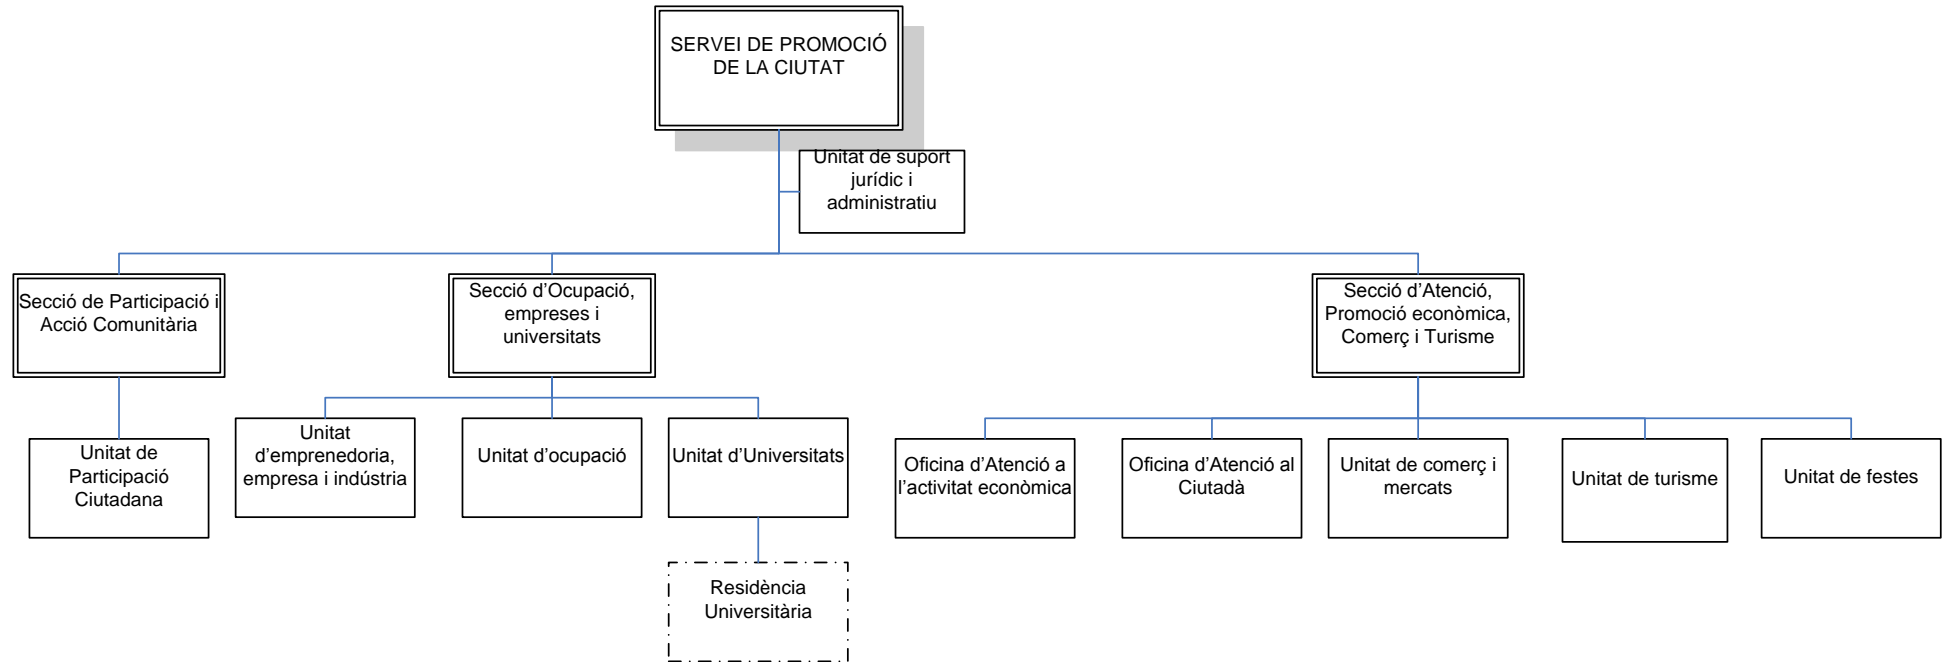 SERVEI DE PROMOCIÓ
DE LA CIUTAT
Unitat de suport
jurídic i
administratiu
Secció de Participació i
Acció Comunitària
Secció d’Ocupació,
empreses i
universitats
Secció d’Atenció,
Promoció econòmica,
Comerç i Turisme
Unitat de
Participació
Ciutadana
Unitat
d’emprenedoria,
empresa i indústria
Unitat d’ocupació
Unitat d’Universitats
Oficina d’Atenció a
l’activitat econòmica
Oficina d’Atenció al
Ciutadà
Unitat de comerç i
mercats
Unitat de turisme
Unitat de festes
Residència
Universitària